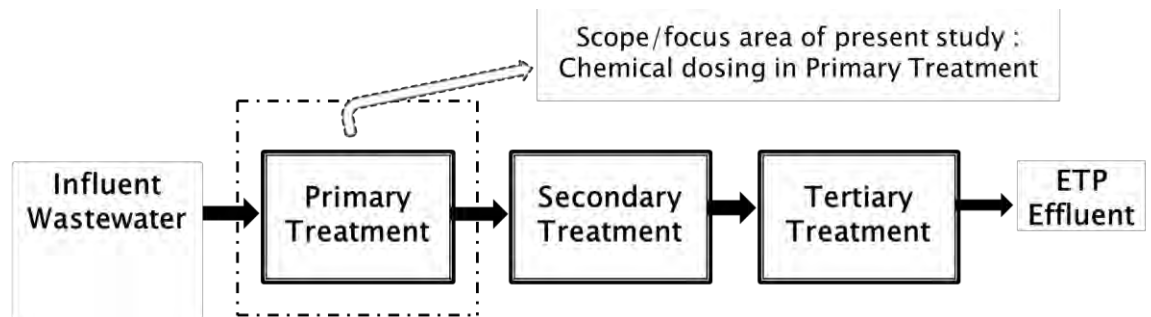 Scope/focus area of present study :
Chemical dosing in Primary Treatment
Influent
Wastewater
Primary
Treatment
Secondary
Treatment
Tertiary
Treatment
ETP
Effluent